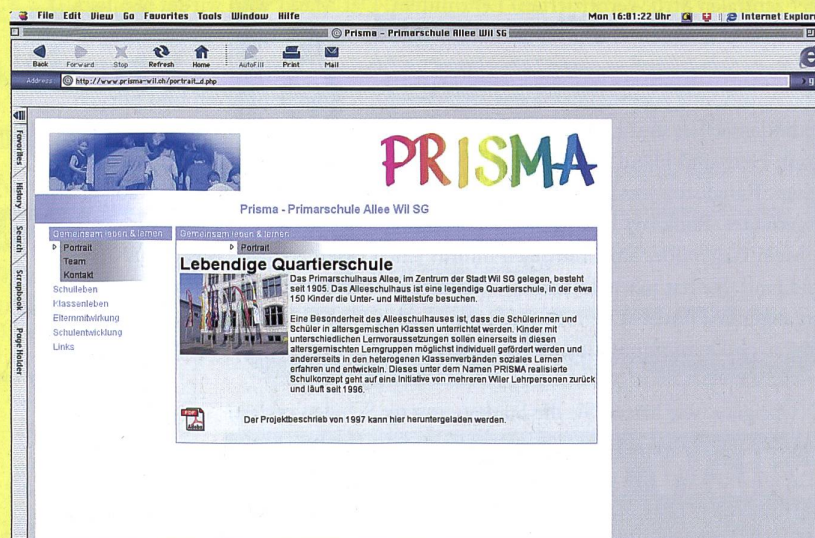 File Edit View Go Favorites Tools Window Hilfe
Mon 16:01:22 Uhr
Internet Explor
Prisma - Primarschule Allee Wil SG
Back Forward Stop Refresh Home AutoFill Print Mail
Address: http://www.prisma-wil.ch/portrait_d.php
Favorites
History
Search
Scrapbook
Page Holder
PRISMA
Prisma - Primarschule Allee Wil SG
Gemeinsam leben & lernen
Portrait
Team
Kontakt
Schulleben
Klassenleben
Elternmitwirkung
Schulentwicklung
Links
Gemeinsam leben & lernen
Portrait
Lebendige Quartierschule
Das Primarschulhaus Allee, im Zentrum der Stadt Wil SG gelegen, besteht
seit 1905. Das Alleeschulhaus ist eine legendige Quartierschule, in der etwa
150 Kinder die Unter- und Mittelstufe besuchen.
Eine Besonderheit des Alleeschulhauses ist, dass die Schülerinnen und
Schüler in altersgemischen Klassen unterrichtet werden. Kinder mit
unterschiedlichen Lernvoraussetzungen sollen einerseits in diesen
altersgemischten Lerngruppen möglichst individuell gefördert werden und
andererseits in den heterogenen Klassenverbänden soziales Lernen
erfahren und entwickeln. Dieses unter dem Namen PRISMA realisierte
Schulkonzept geht auf eine Initiative von mehreren Wiler Lehrpersonen zurück
und läuft seit 1996.
PDF
Adobe
Der Projektbeschrieb von 1997 kann hier heruntergeladen werden.